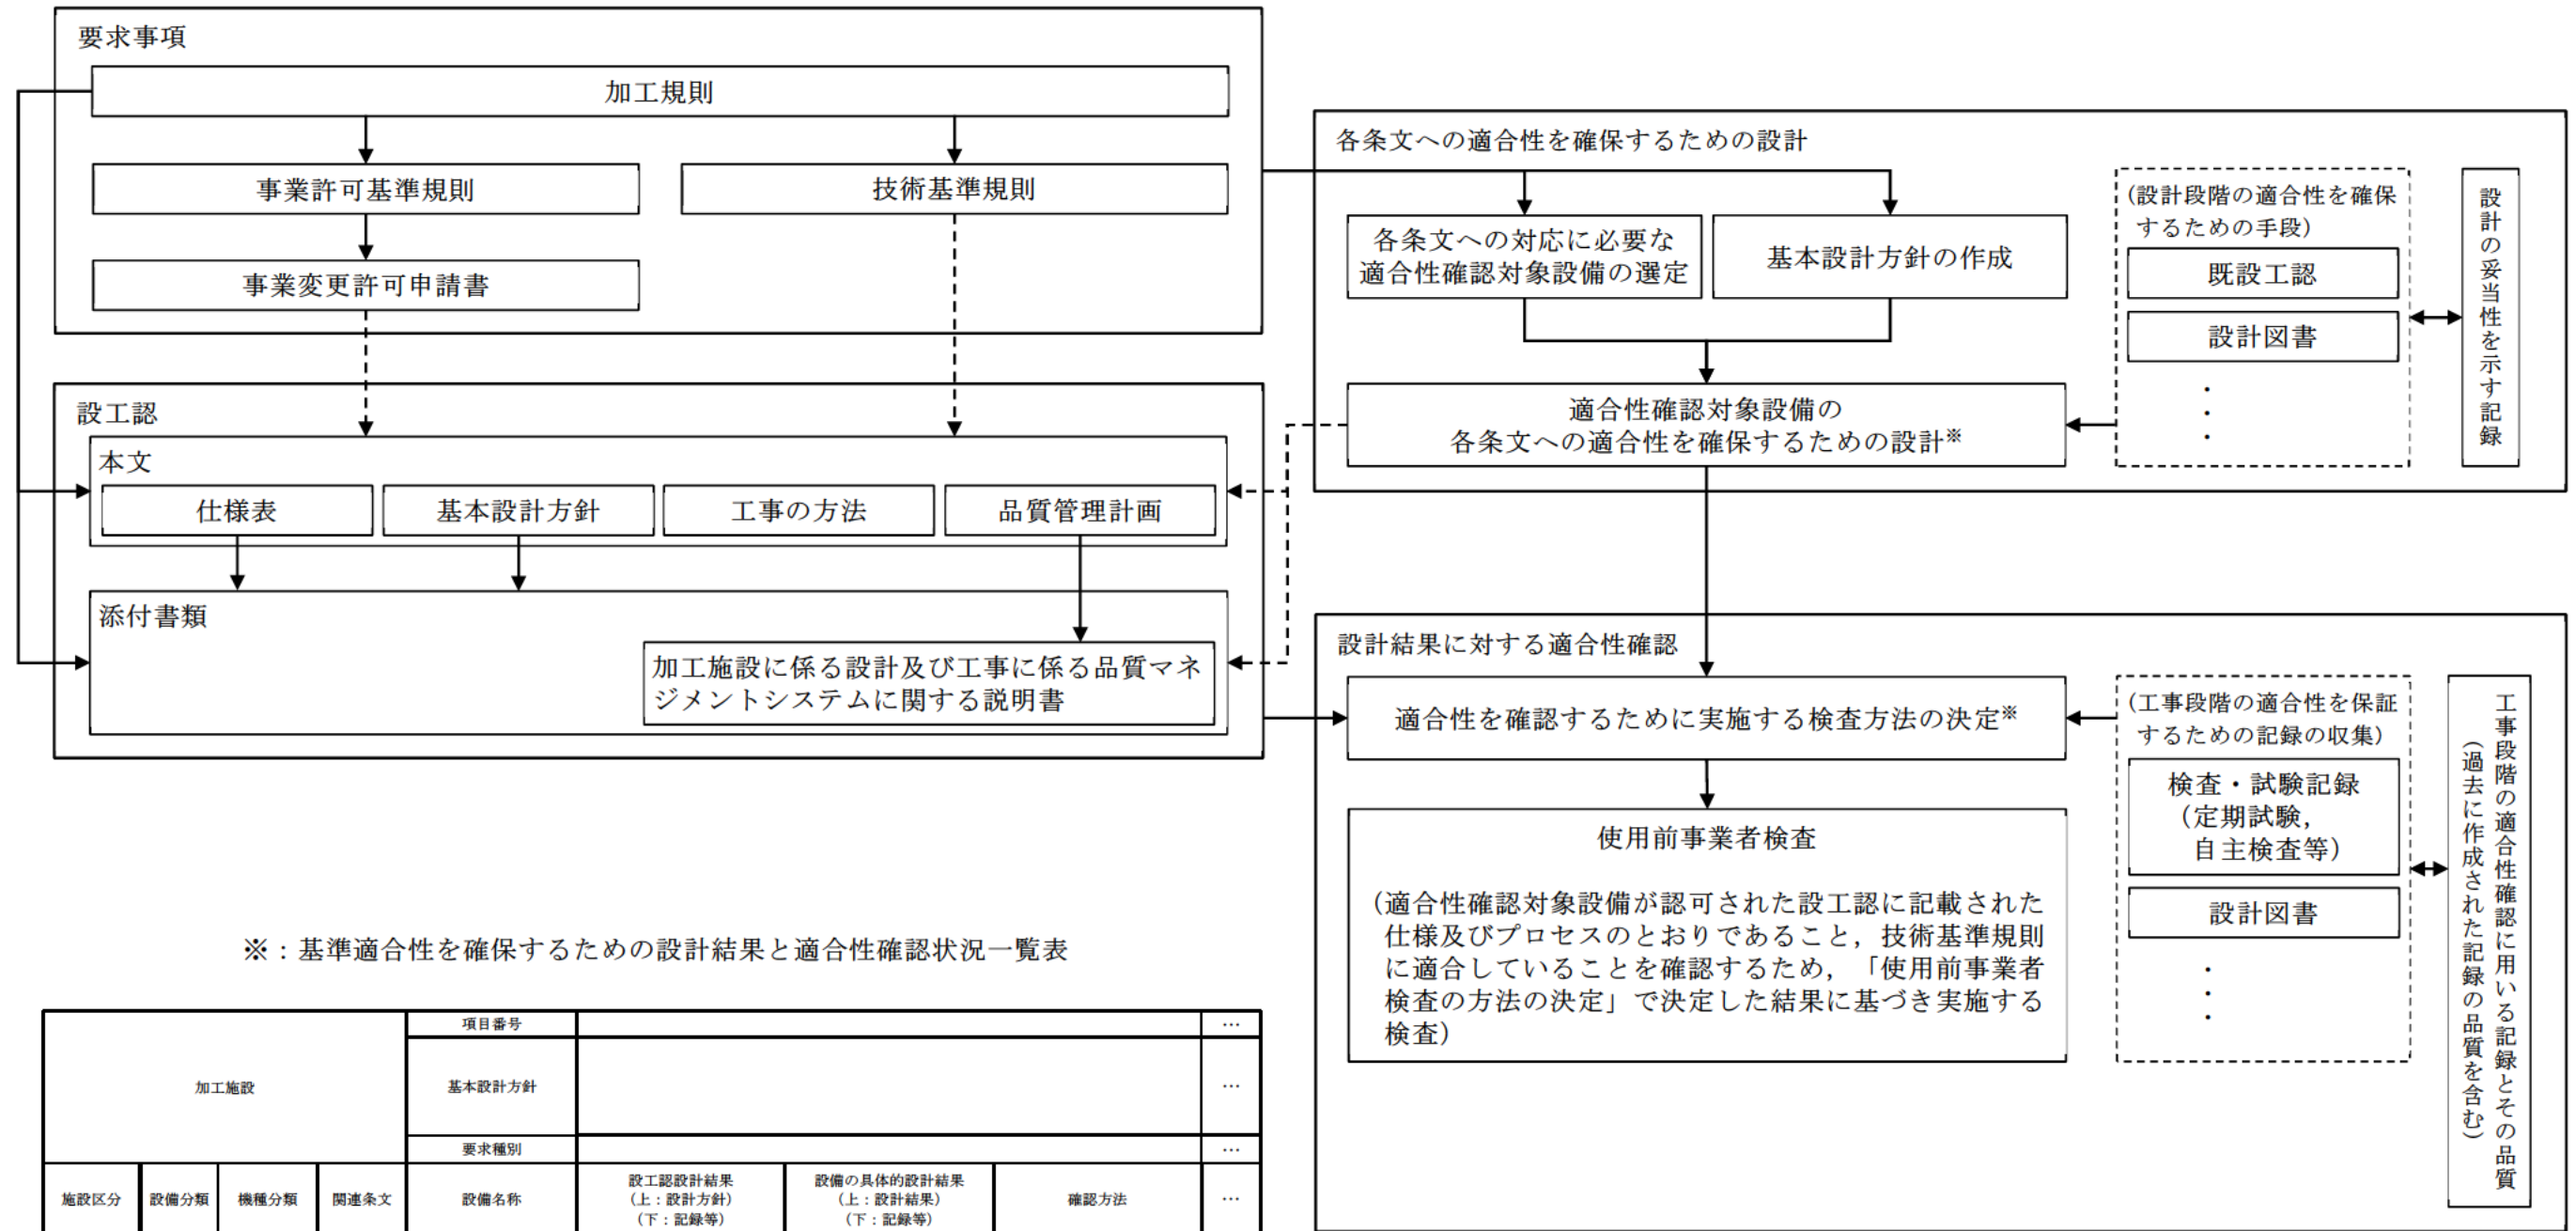 要求事項
加工規則
事業許可基準規則
技術基準規則
事業変更許可申請書
設工認
本文
仕様表
基本設計方針
工事の方法
品質管理計画
添付書類
加工施設に係る設計及び工事に係る品質マネ
ジメントシステムに関する説明書
各条文への適合性を確保するための設計
各条文への対応に必要な
適合性確認対象設備の選定
基本設計方針の作成
(設計段階の適合性を確保
するための手段)
既設工認
設計図書
・
・
・
設計の妥当性を示す記録
適合性確認対象設備の
各条文への適合性を確保するための設計※
設計結果に対する適合性確認
適合性を確認するために実施する検査方法の決定※
(工事段階の適合性を保証
するための記録の収集)
検査・試験記録
(定期試験,
自主検査等)
設計図書
・
・
・
工事段階の適合性確認に用いる記録とその品質
(過去に作成された記録の品質を含む)
使用前事業者検査
(適合性確認対象設備が認可された設工認に記載された
仕様及びプロセスのとおりであること,技術基準規則
に適合していることを確認するため,「使用前事業者
検査の方法の決定」で決定した結果に基づき実施する
検査)
※:基準適合性を確保するための設計結果と適合性確認状況一覧表
加工施設
項目番号
…
基本設計方針
…
要求種別
…
施設区分
設備分類
機種分類
関連条文
設備名称
設工認設計結果
(上:設計方針)
(下:記録等)
設備の具体的設計結果
(上:設計結果)
(下:記録等)
確認方法
…